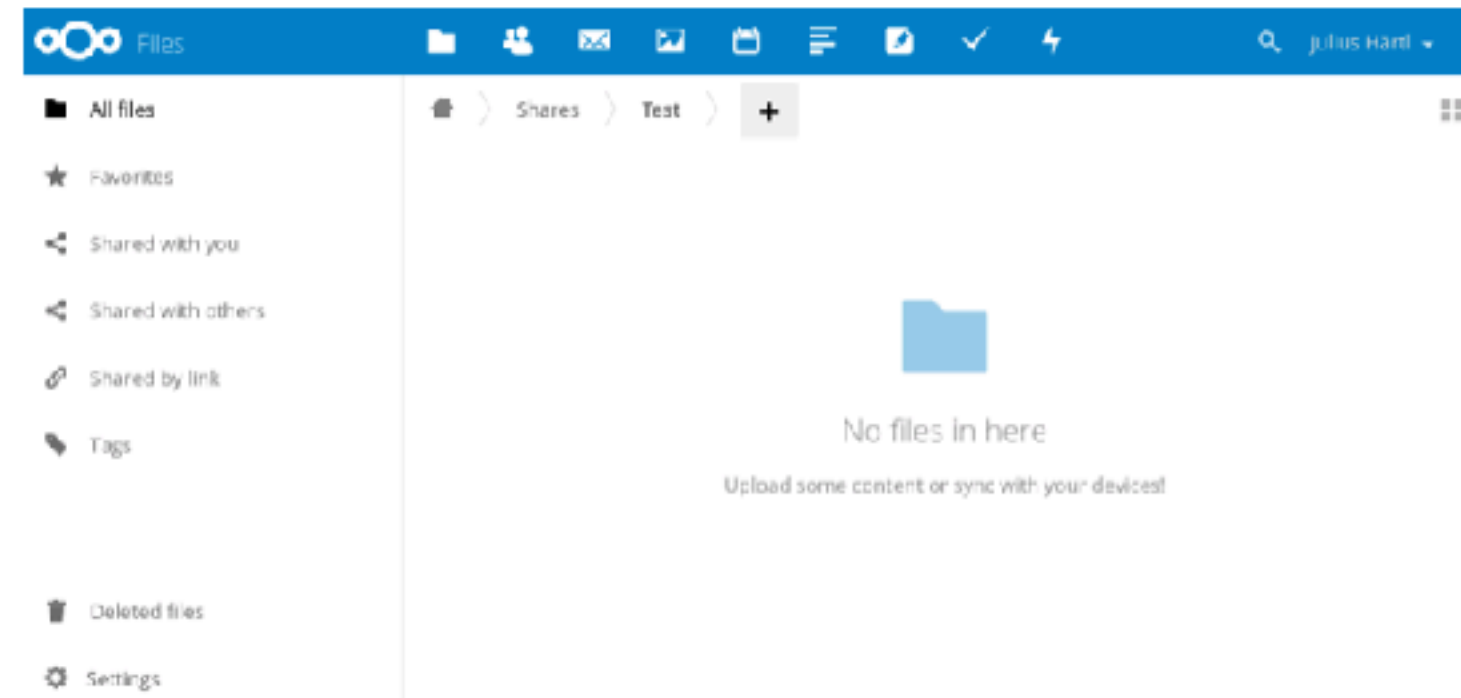 Files
Julius Härtl
All files
Shares Test +
Favorites
Shared with you
Shared with others
Shared by link
Tags
No files in here
Upload some content or sync with your devices!
Deleted files
Settings